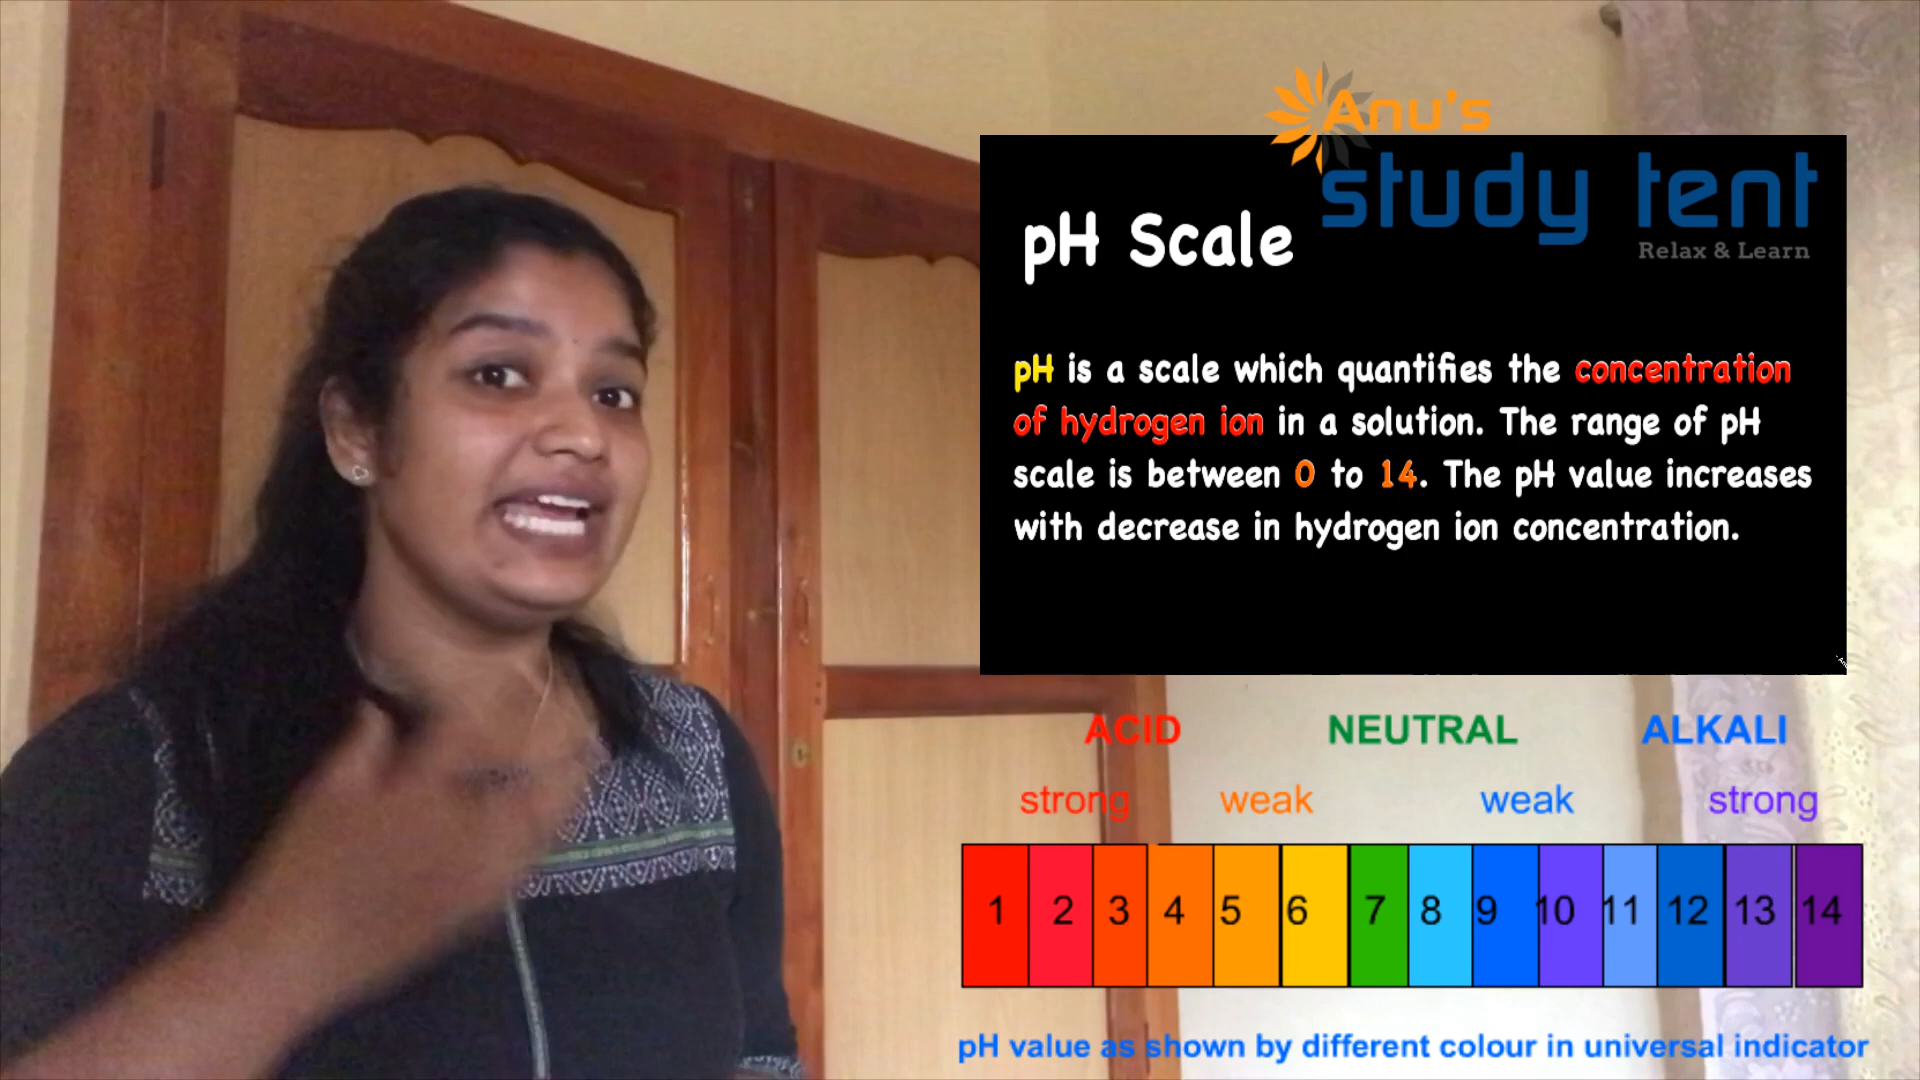 Anu's
study tent
Relax & Learn
pH Scale
pH is a scale which quantifies the concentration
of hydrogen ion in a solution. The range of pH
scale is between 0 to 14. The pH value increases
with decrease in hydrogen ion concentration.
ACID NEUTRAL ALKALI
strong weak weak strong
1 2 3 4 5 6 7 8 9 10 11 12 13 14
pH value as shown by different colour in universal indicator